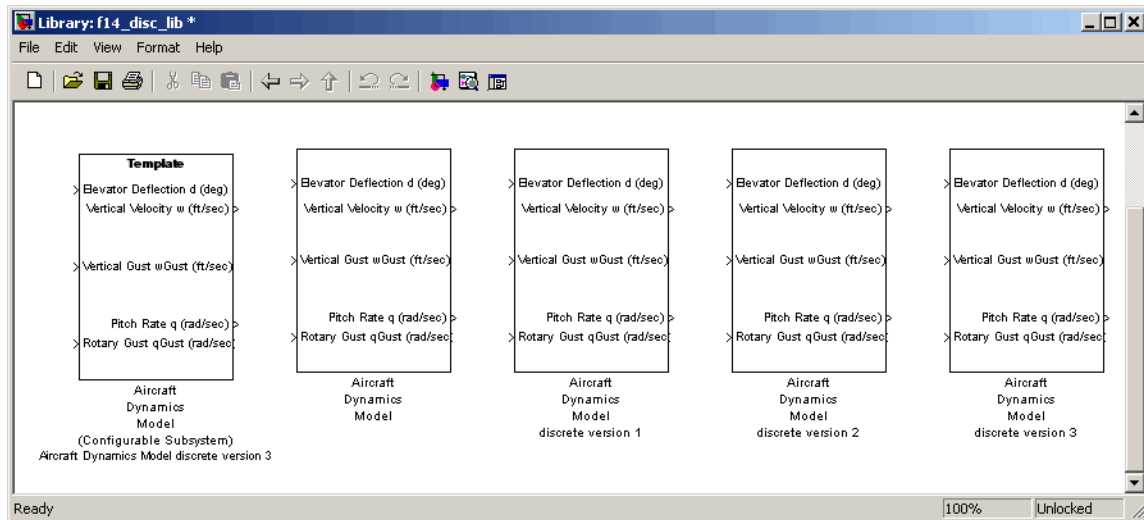 Library: f14_disc_lib *
File Edit View Format Help
Template
Elevator Deflection d (deg)
Vertical Velocity w (ft/sec)
Vertical Gust wGust (ft/sec)
Pitch Rate q (rad/sec)
Rotary Gust qGust (rad/sec
Aircraft
Dynamics
Model
(Configurable Subsystem)
Aircraft Dynamics Model discrete version 3
Elevator Deflection d (deg)
Vertical Velocity w (ft/sec)
Vertical Gust wGust (ft/sec)
Pitch Rate q (rad/sec)
Rotary Gust qGust (rad/sec
Aircraft
Dynamics
Model
Elevator Deflection d (deg)
Vertical Velocity w (ft/sec)
Vertical Gust wGust (ft/sec)
Pitch Rate q (rad/sec)
Rotary Gust qGust (rad/sec
Aircraft
Dynamics
Model
discrete version 1
Elevator Deflection d (deg)
Vertical Velocity w (ft/sec)
Vertical Gust wGust (ft/sec)
Pitch Rate q (rad/sec)
Rotary Gust qGust (rad/sec
Aircraft
Dynamics
Model
discrete version 2
Elevator Deflection d (deg)
Vertical Velocity w (ft/sec)
Vertical Gust wGust (ft/sec)
Pitch Rate q (rad/sec)
Rotary Gust qGust (rad/sec
Aircraft
Dynamics
Model
discrete version 3
Ready 100% Unlocked